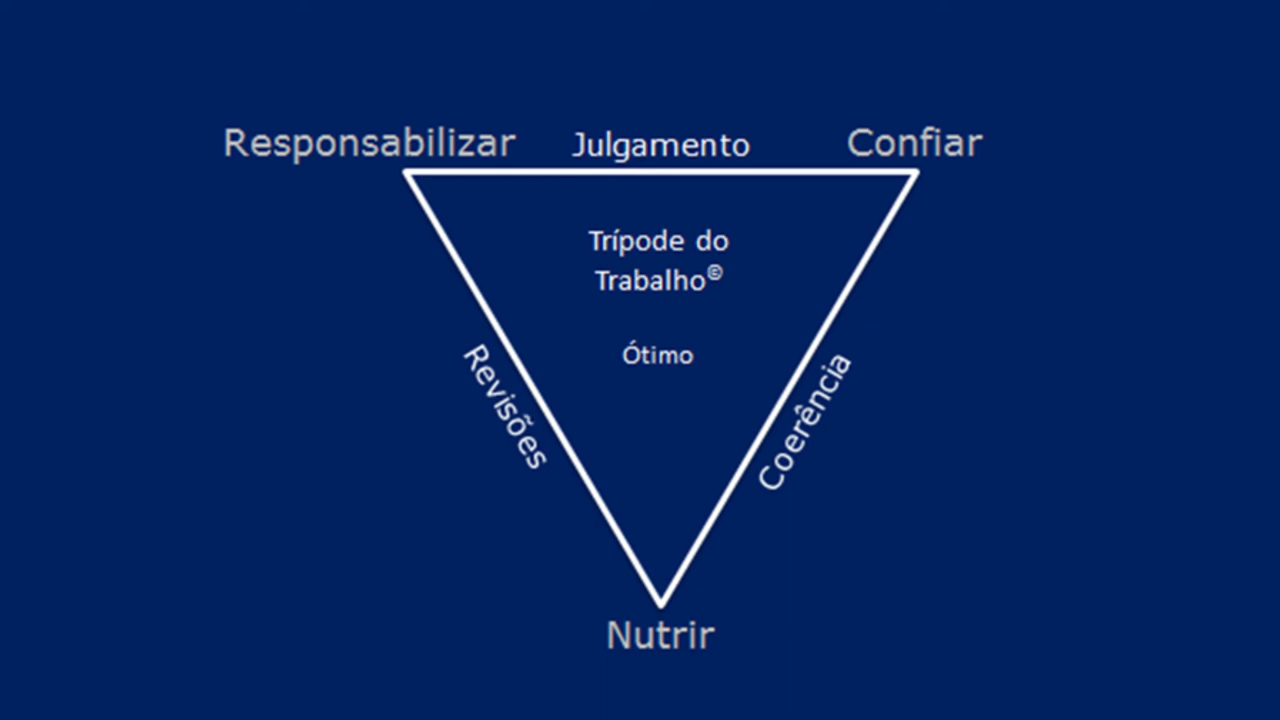 Responsabilizar Julgamento Confiar
Trípode do
Trabalho©
Ótimo
Revisões
Coerência
Nutrir